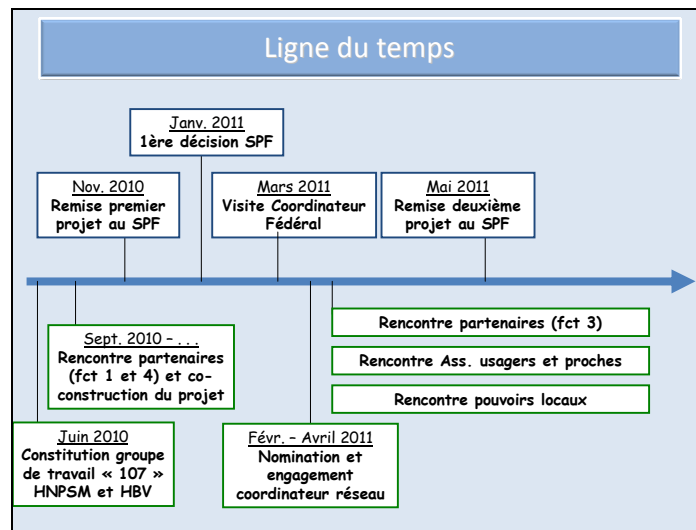 Ligne du temps
Janv. 2011
1ère décision SPF
Nov. 2010
Remise premier
projet au SPF
Mars 2011
Visite Coordinateur
Fédéral
Mai 2011
Remise deuxième
projet au SPF
Sept. 2010 – . . .
Rencontre partenaires
(fct 1 et 4) et co-
construction du projet
Rencontre partenaires (fct 3)
Rencontre Ass. usagers et proches
Rencontre pouvoirs locaux
Juin 2010
Constitution groupe
de travail « 107 »
HNPSM et HBV
Févr. – Avril 2011
Nomination et
engagement
coordinateur réseau